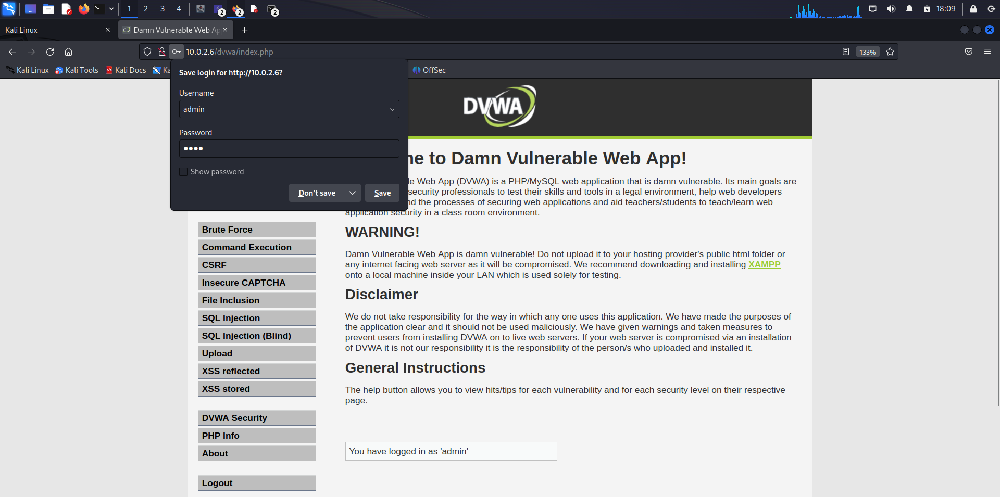 1 2 3 4
2 2 2
18:09
Kali Linux
Damn Vulnerable Web Ap
10.0.2.6/dvwa/index.php
133%
Kali Linux Kali Tools Kali Docs Ka OffSec
Save login for http://10.0.2.6?
Username
admin
Password
Show password
Don't save
Save
DVWA
me to Damn Vulnerable Web App!
le Web App (DVWA) is a PHP/MySQL web application that is damn vulnerable. Its main goals are
security professionals to test their skills and tools in a legal environment, help web developers
nd the processes of securing web applications and aid teachers/students to teach/learn web
application security in a class room environment.
Brute Force
Command Execution
CSRF
Insecure CAPTCHA
File Inclusion
SQL Injection
SQL Injection (Blind)
Upload
XSS reflected
XSS stored
DVWA Security
PHP Info
About
Logout
WARNING!
Damn Vulnerable Web App is damn vulnerable! Do not upload it to your hosting provider's public html folder or
any internet facing web server as it will be compromised. We recommend downloading and installing XAMPP
onto a local machine inside your LAN which is used solely for testing.
Disclaimer
We do not take responsibility for the way in which any one uses this application. We have made the purposes of
the application clear and it should not be used maliciously. We have given warnings and taken measures to
prevent users from installing DVWA on to live web servers. If your web server is compromised via an installation
of DVWA it is not our responsibility it is the responsibility of the person/s who uploaded and installed it.
General Instructions
The help button allows you to view hits/tips for each vulnerability and for each security level on their respective
page.
You have logged in as 'admin'